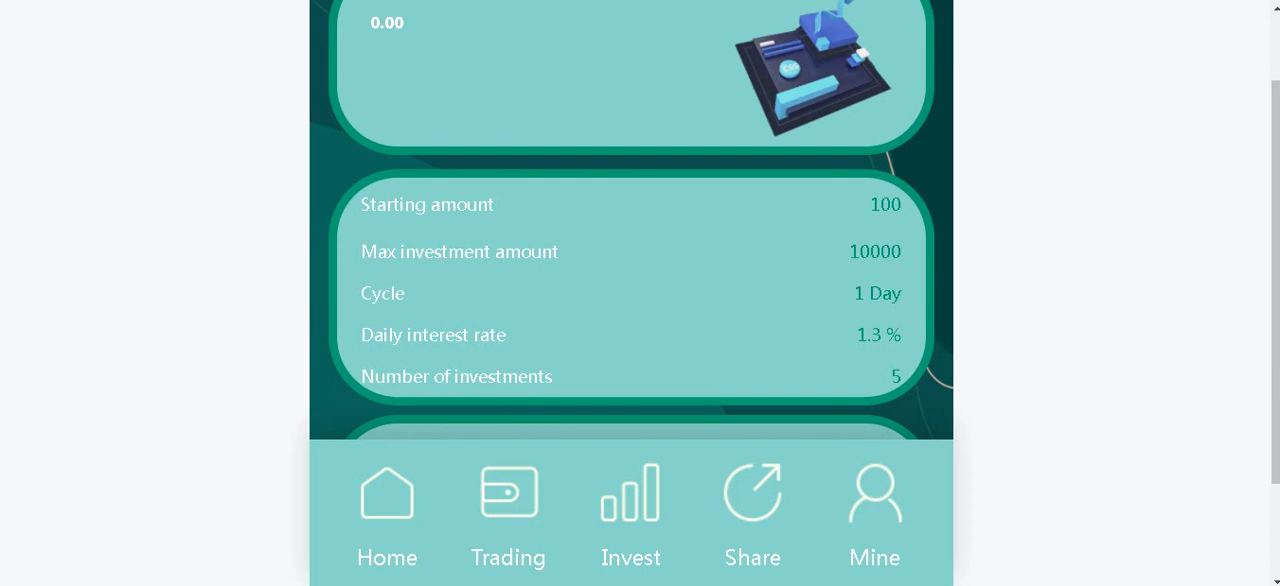 0.00
Starting amount 100
Max investment amount 10000
Cycle 1 Day
Daily interest rate 1.3 %
Number of investments 5
Home Trading Invest Share Mine